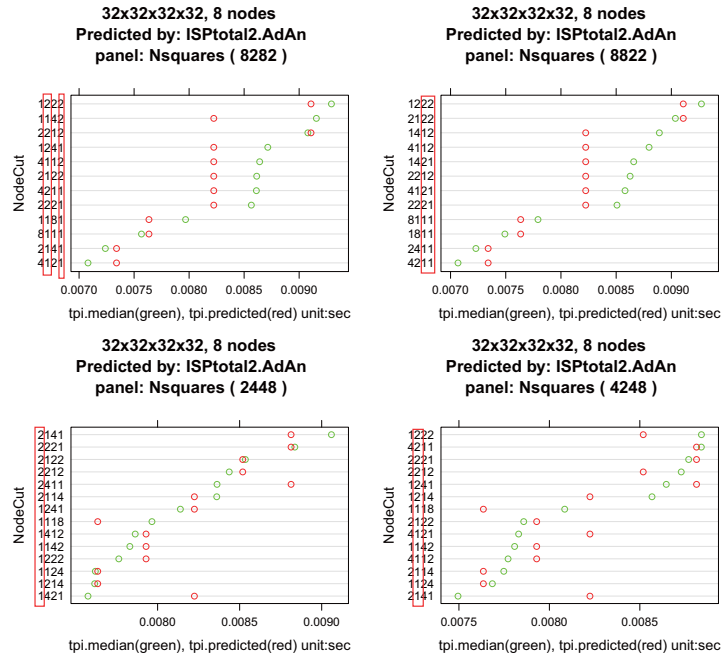 32x32x32x32, 8 nodes
Predicted by: ISPtotal2.AdAn
panel: Nsquares ( 8282 )
NodeCut
1222
1142
2212
1241
4112
2122
4211
2221
1181
8111
2141
4121
0.0070 0.0075 0.0080 0.0085 0.0090
tpi.median(green), tpi.predicted(red) unit:sec
32x32x32x32, 8 nodes
Predicted by: ISPtotal2.AdAn
panel: Nsquares ( 8822 )
NodeCut
1222
2122
1412
4112
1421
2212
4121
2221
8111
1811
2411
4211
0.0070 0.0075 0.0080 0.0085 0.0090
tpi.median(green), tpi.predicted(red) unit:sec
32x32x32x32, 8 nodes
Predicted by: ISPtotal2.AdAn
panel: Nsquares ( 2448 )
NodeCut
2141
2221
2122
2212
2411
2114
1241
1118
1412
1142
1222
1124
1214
1421
0.0080 0.0085 0.0090
tpi.median(green), tpi.predicted(red) unit:sec
32x32x32x32, 8 nodes
Predicted by: ISPtotal2.AdAn
panel: Nsquares ( 4248 )
NodeCut
1222
4211
2221
2212
1241
1214
1118
2122
4121
1142
4112
2114
1124
2141
0.0075 0.0080 0.0085
tpi.median(green), tpi.predicted(red) unit:sec